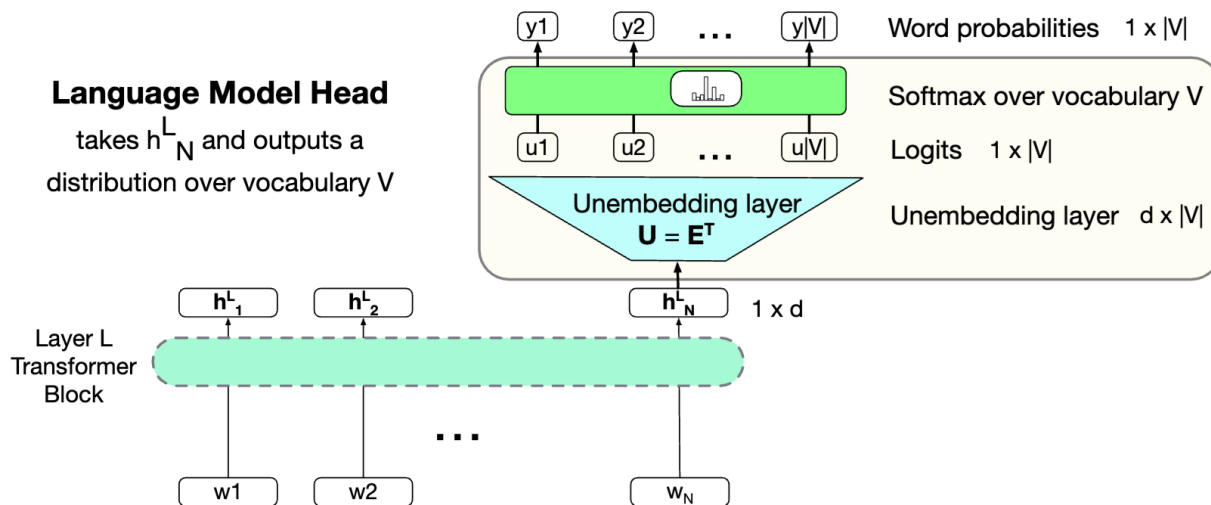 y1 y2 ... y|V| Word probabilities 1 x |V|
Language Model Head
takes h^L_N and outputs a
distribution over vocabulary V
Softmax over vocabulary V
u1 u2 ... u|V| Logits 1 x |V|
Unembedding layer
U = E^T
Unembedding layer d x |V|
h^L_1 h^L_2 h^L_N 1 x d
Layer L
Transformer
Block
...
w1 w2 w_N